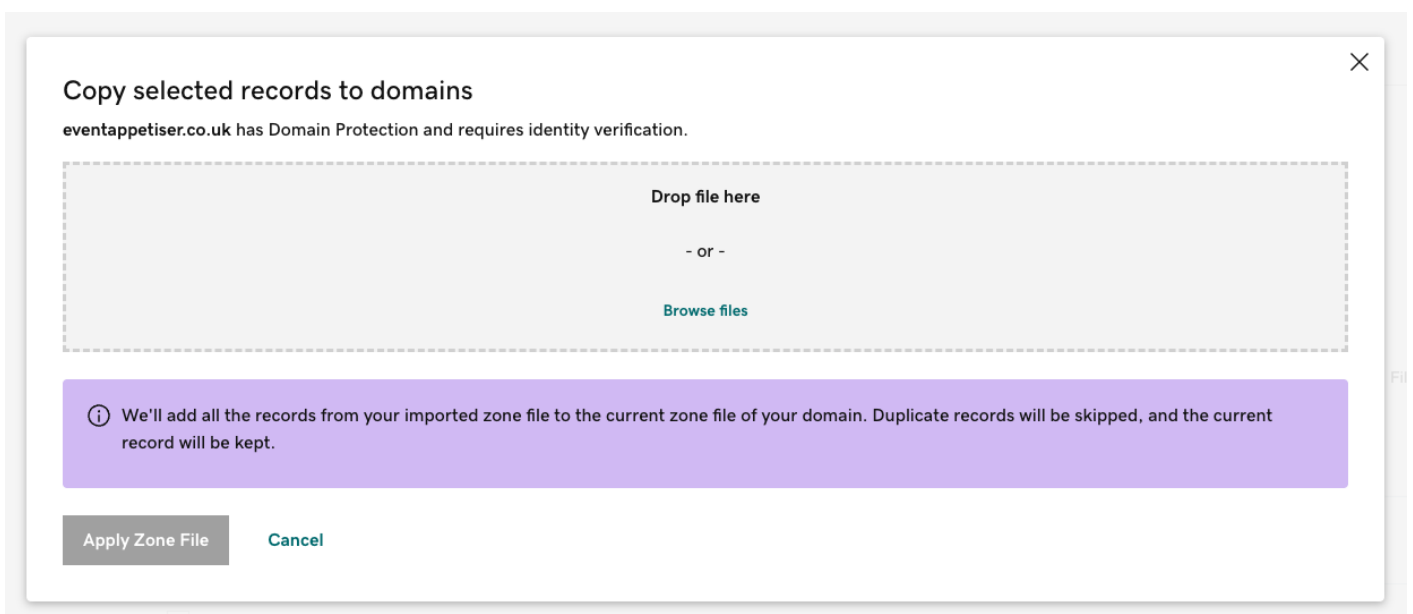 Copy selected records to domains
eventappetiser.co.uk has Domain Protection and requires identity verification.
Drop file here
- or -
Browse files
We'll add all the records from your imported zone file to the current zone file of your domain. Duplicate records will be skipped, and the current
record will be kept.
Apply Zone File
Cancel